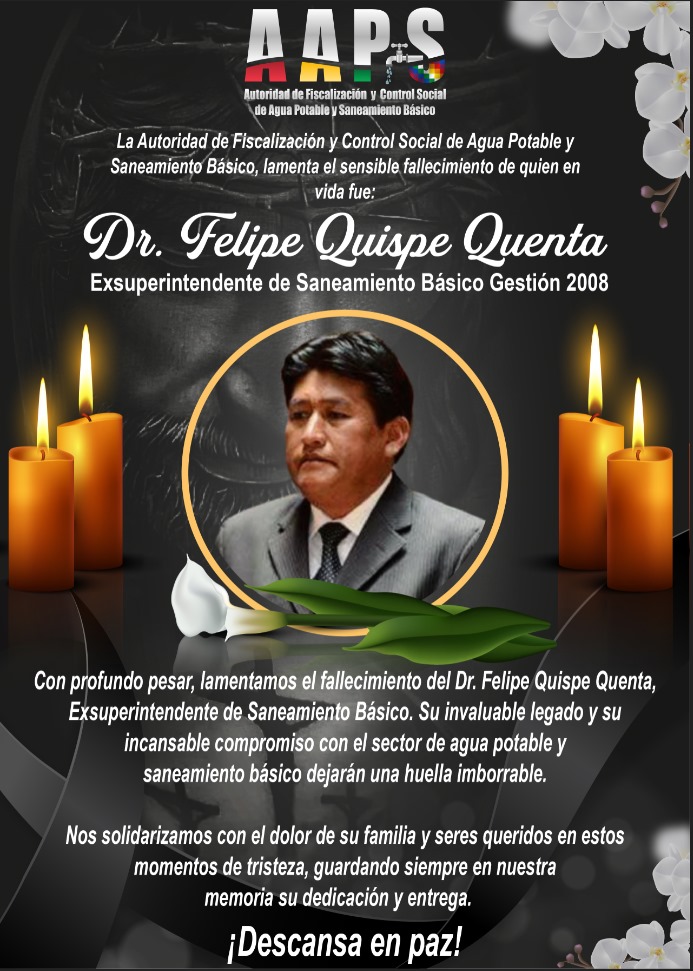 AAPS
Autoridad de Fiscalización y Control Social
de Agua Potable y Saneamiento Básico
La Autoridad de Fiscalización y Control Social de Agua Potable y
Saneamiento Básico, lamenta el sensible fallecimiento de quien en
vida fue:
Dr. Felipe Quispe Quenta
Exsuperintendente de Saneamiento Básico Gestión 2008
Con profundo pesar, lamentamos el fallecimiento del Dr. Felipe Quispe Quenta,
Exsuperintendente de Saneamiento Básico. Su invaluable legado y su
incansable compromiso con el sector de agua potable y
saneamiento básico dejarán una huella imborrable.
Nos solidarizamos con el dolor de su familia y seres queridos en estos
momentos de tristeza, guardando siempre en nuestra
memoria su dedicación y entrega.
¡Descansa en paz!